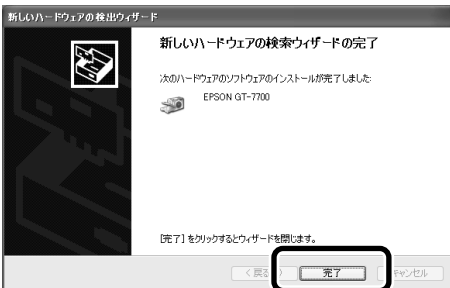 新しいハードウェアの検出ウィザード
新しいハードウェアの検索ウィザードの完了
次のハードウェアのソフトウェアのインストールが完了しました:
EPSON GT-7700
[完了] をクリックするとウィザードを閉じます。
< 戻る
完了
キャンセル